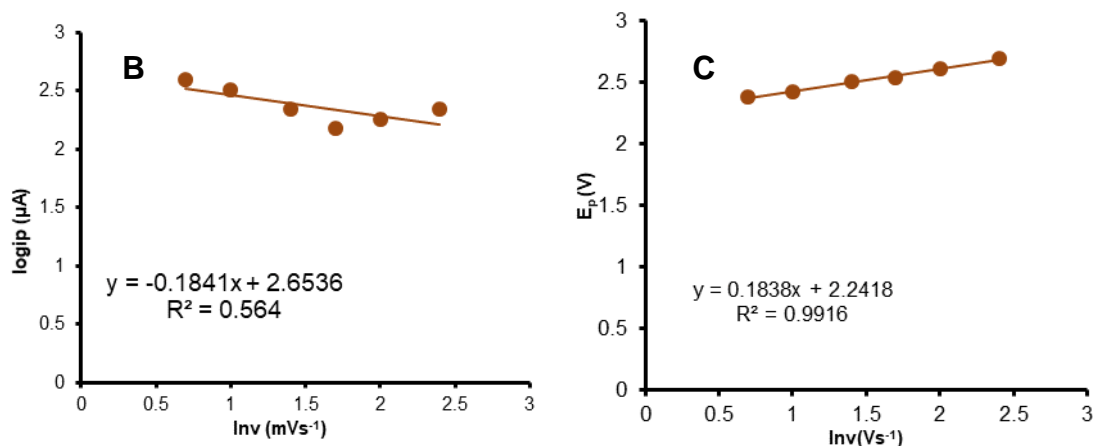 B
3
2.5
2
1.5
1
0.5
0
logip (µA)
y = -0.1841x + 2.6536
R² = 0.564
0 0.5 1 1.5 2 2.5 3
lnv (mVs⁻¹)
C
3
2.5
2
1.5
1
0.5
0
Eₚ(V)
y = 0.1838x + 2.2418
R² = 0.9916
0 0.5 1 1.5 2 2.5 3
lnv(Vs⁻¹)